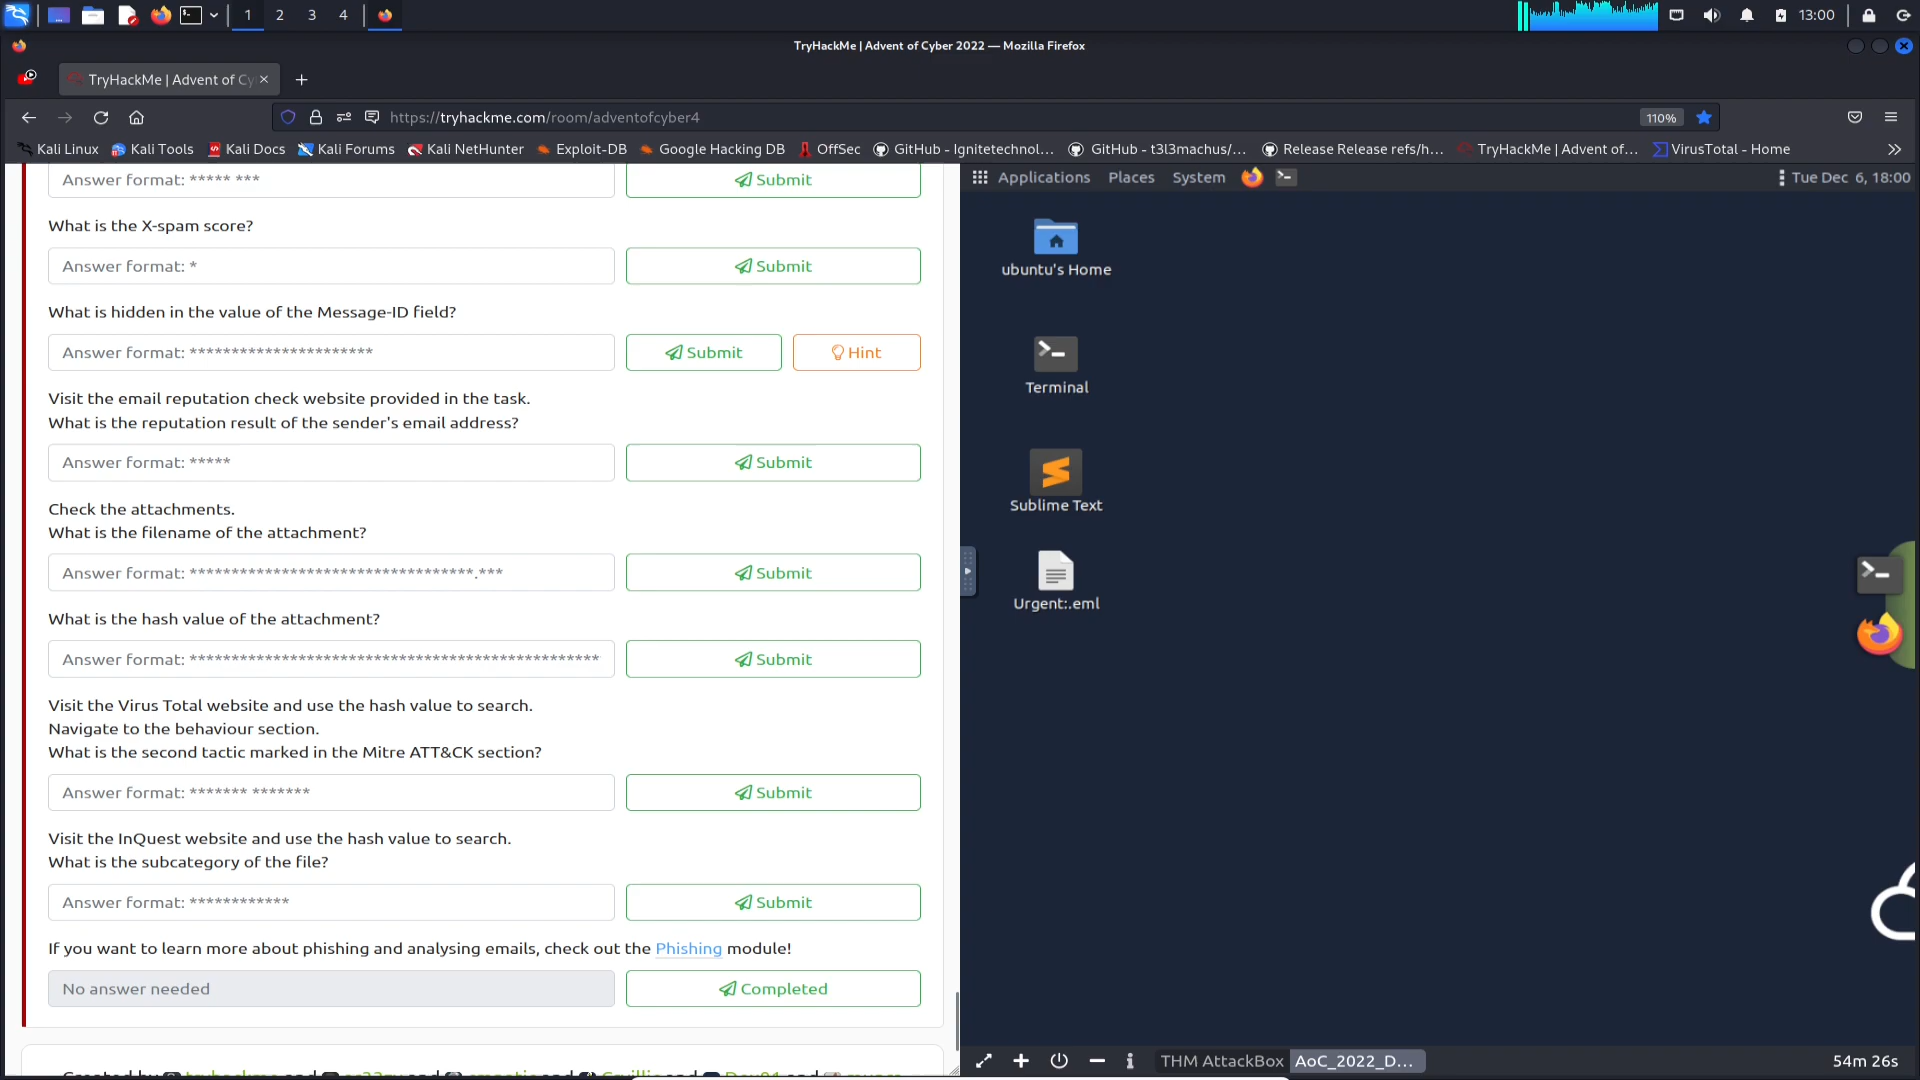 1 2 3 4 13:00
TryHackMe | Advent of Cyber 2022 — Mozilla Firefox
TryHackMe | Advent of Cy
https://tryhackme.com/room/adventofcyber4 110%
Kali Linux Kali Tools Kali Docs Kali Forums Kali NetHunter Exploit-DB Google Hacking DB OffSec GitHub - Ignitetechnol... GitHub - t3l3machus/... Release Release refs/h... TryHackMe | Advent of... VirusTotal - Home
Answer format: ***** *** Submit
What is the X-spam score?
Answer format: * Submit
What is hidden in the value of the Message-ID field?
Answer format: ********************** Submit Hint
Visit the email reputation check website provided in the task.
What is the reputation result of the sender's email address?
Answer format: ***** Submit
Check the attachments.
What is the filename of the attachment?
Answer format: **********************************.*** Submit
What is the hash value of the attachment?
Answer format: ************************************************* Submit
Visit the Virus Total website and use the hash value to search.
Navigate to the behaviour section.
What is the second tactic marked in the Mitre ATT&CK section?
Answer format: ******* ******* Submit
Visit the InQuest website and use the hash value to search.
What is the subcategory of the file?
Answer format: ************ Submit
If you want to learn more about phishing and analysing emails, check out the Phishing module!
No answer needed Completed
Applications Places System Tue Dec 6, 18:00
ubuntu's Home
Terminal
Sublime Text
Urgent:.eml
THM AttackBox AoC_2022_D... 54m 26s